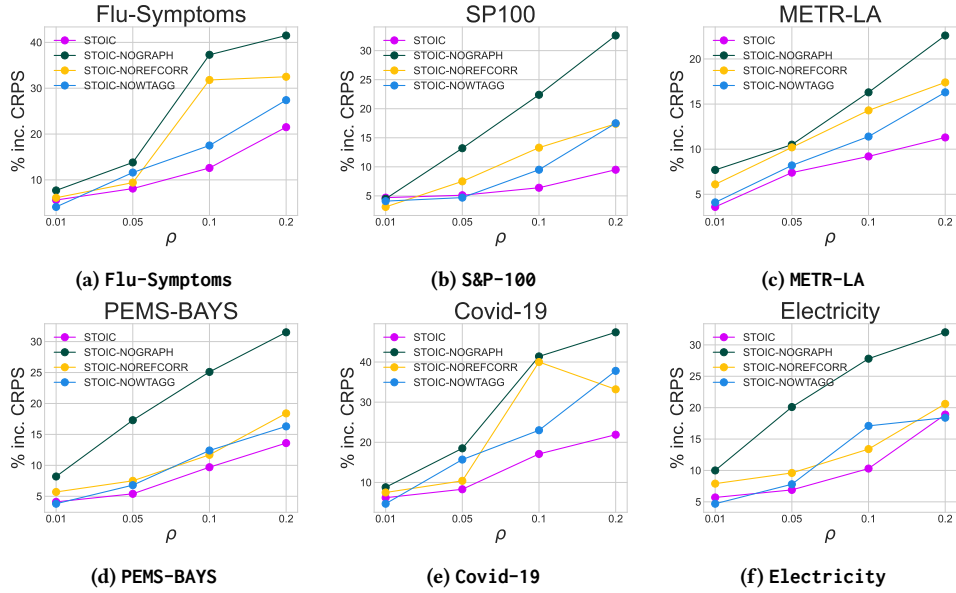 Flu-Symptoms
% inc. CRPS
40
30
20
10
STOIC
STOIC-NOGRAPH
STOIC-NOREFCORR
STOIC-NOWTAGG
0.01 0.05 0.1 0.2
ρ
(a) Flu-Symptoms
SP100
% inc. CRPS
30
25
20
15
10
5
STOIC
STOIC-NOGRAPH
STOIC-NOREFCORR
STOIC-NOWTAGG
0.01 0.05 0.1 0.2
ρ
(b) S&P-100
METR-LA
% inc. CRPS
20
15
10
5
STOIC
STOIC-NOGRAPH
STOIC-NOREFCORR
STOIC-NOWTAGG
0.01 0.05 0.1 0.2
ρ
(c) METR-LA
PEMS-BAYS
% inc. CRPS
30
25
20
15
10
5
STOIC
STOIC-NOGRAPH
STOIC-NOREFCORR
STOIC-NOWTAGG
0.01 0.05 0.1 0.2
ρ
(d) PEMS-BAYS
Covid-19
% inc. CRPS
40
30
20
10
STOIC
STOIC-NOGRAPH
STOIC-NOREFCORR
STOIC-NOWTAGG
0.01 0.05 0.1 0.2
ρ
(e) Covid-19
Electricity
% inc. CRPS
30
25
20
15
10
5
STOIC
STOIC-NOGRAPH
STOIC-NOREFCORR
STOIC-NOWTAGG
0.01 0.05 0.1 0.2
ρ
(f) Electricity